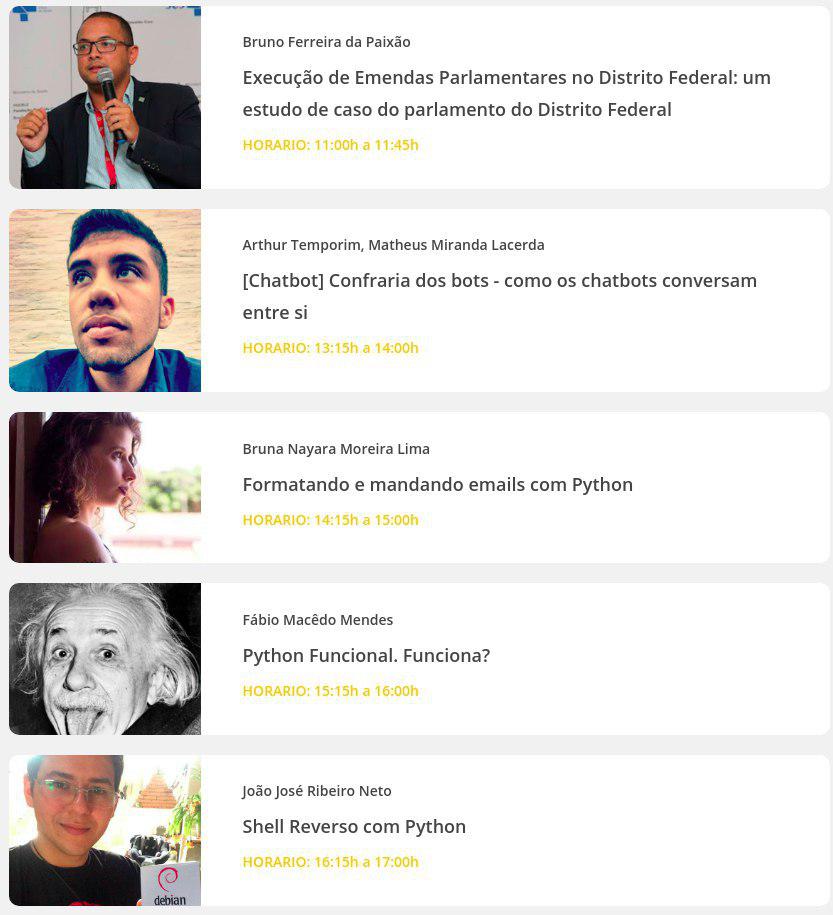 Bruno Ferreira da Paixão
Execução de Emendas Parlamentares no Distrito Federal: um
estudo de caso do parlamento do Distrito Federal
HORARIO: 11:00h a 11:45h
Arthur Temporim, Matheus Miranda Lacerda
[Chatbot] Confraria dos bots - como os chatbots conversam
entre si
HORARIO: 13:15h a 14:00h
Bruna Nayara Moreira Lima
Formatando e mandando emails com Python
HORARIO: 14:15h a 15:00h
Fábio Macêdo Mendes
Python Funcional. Funciona?
HORARIO: 15:15h a 16:00h
João José Ribeiro Neto
Shell Reverso com Python
HORARIO: 16:15h a 17:00h
debian